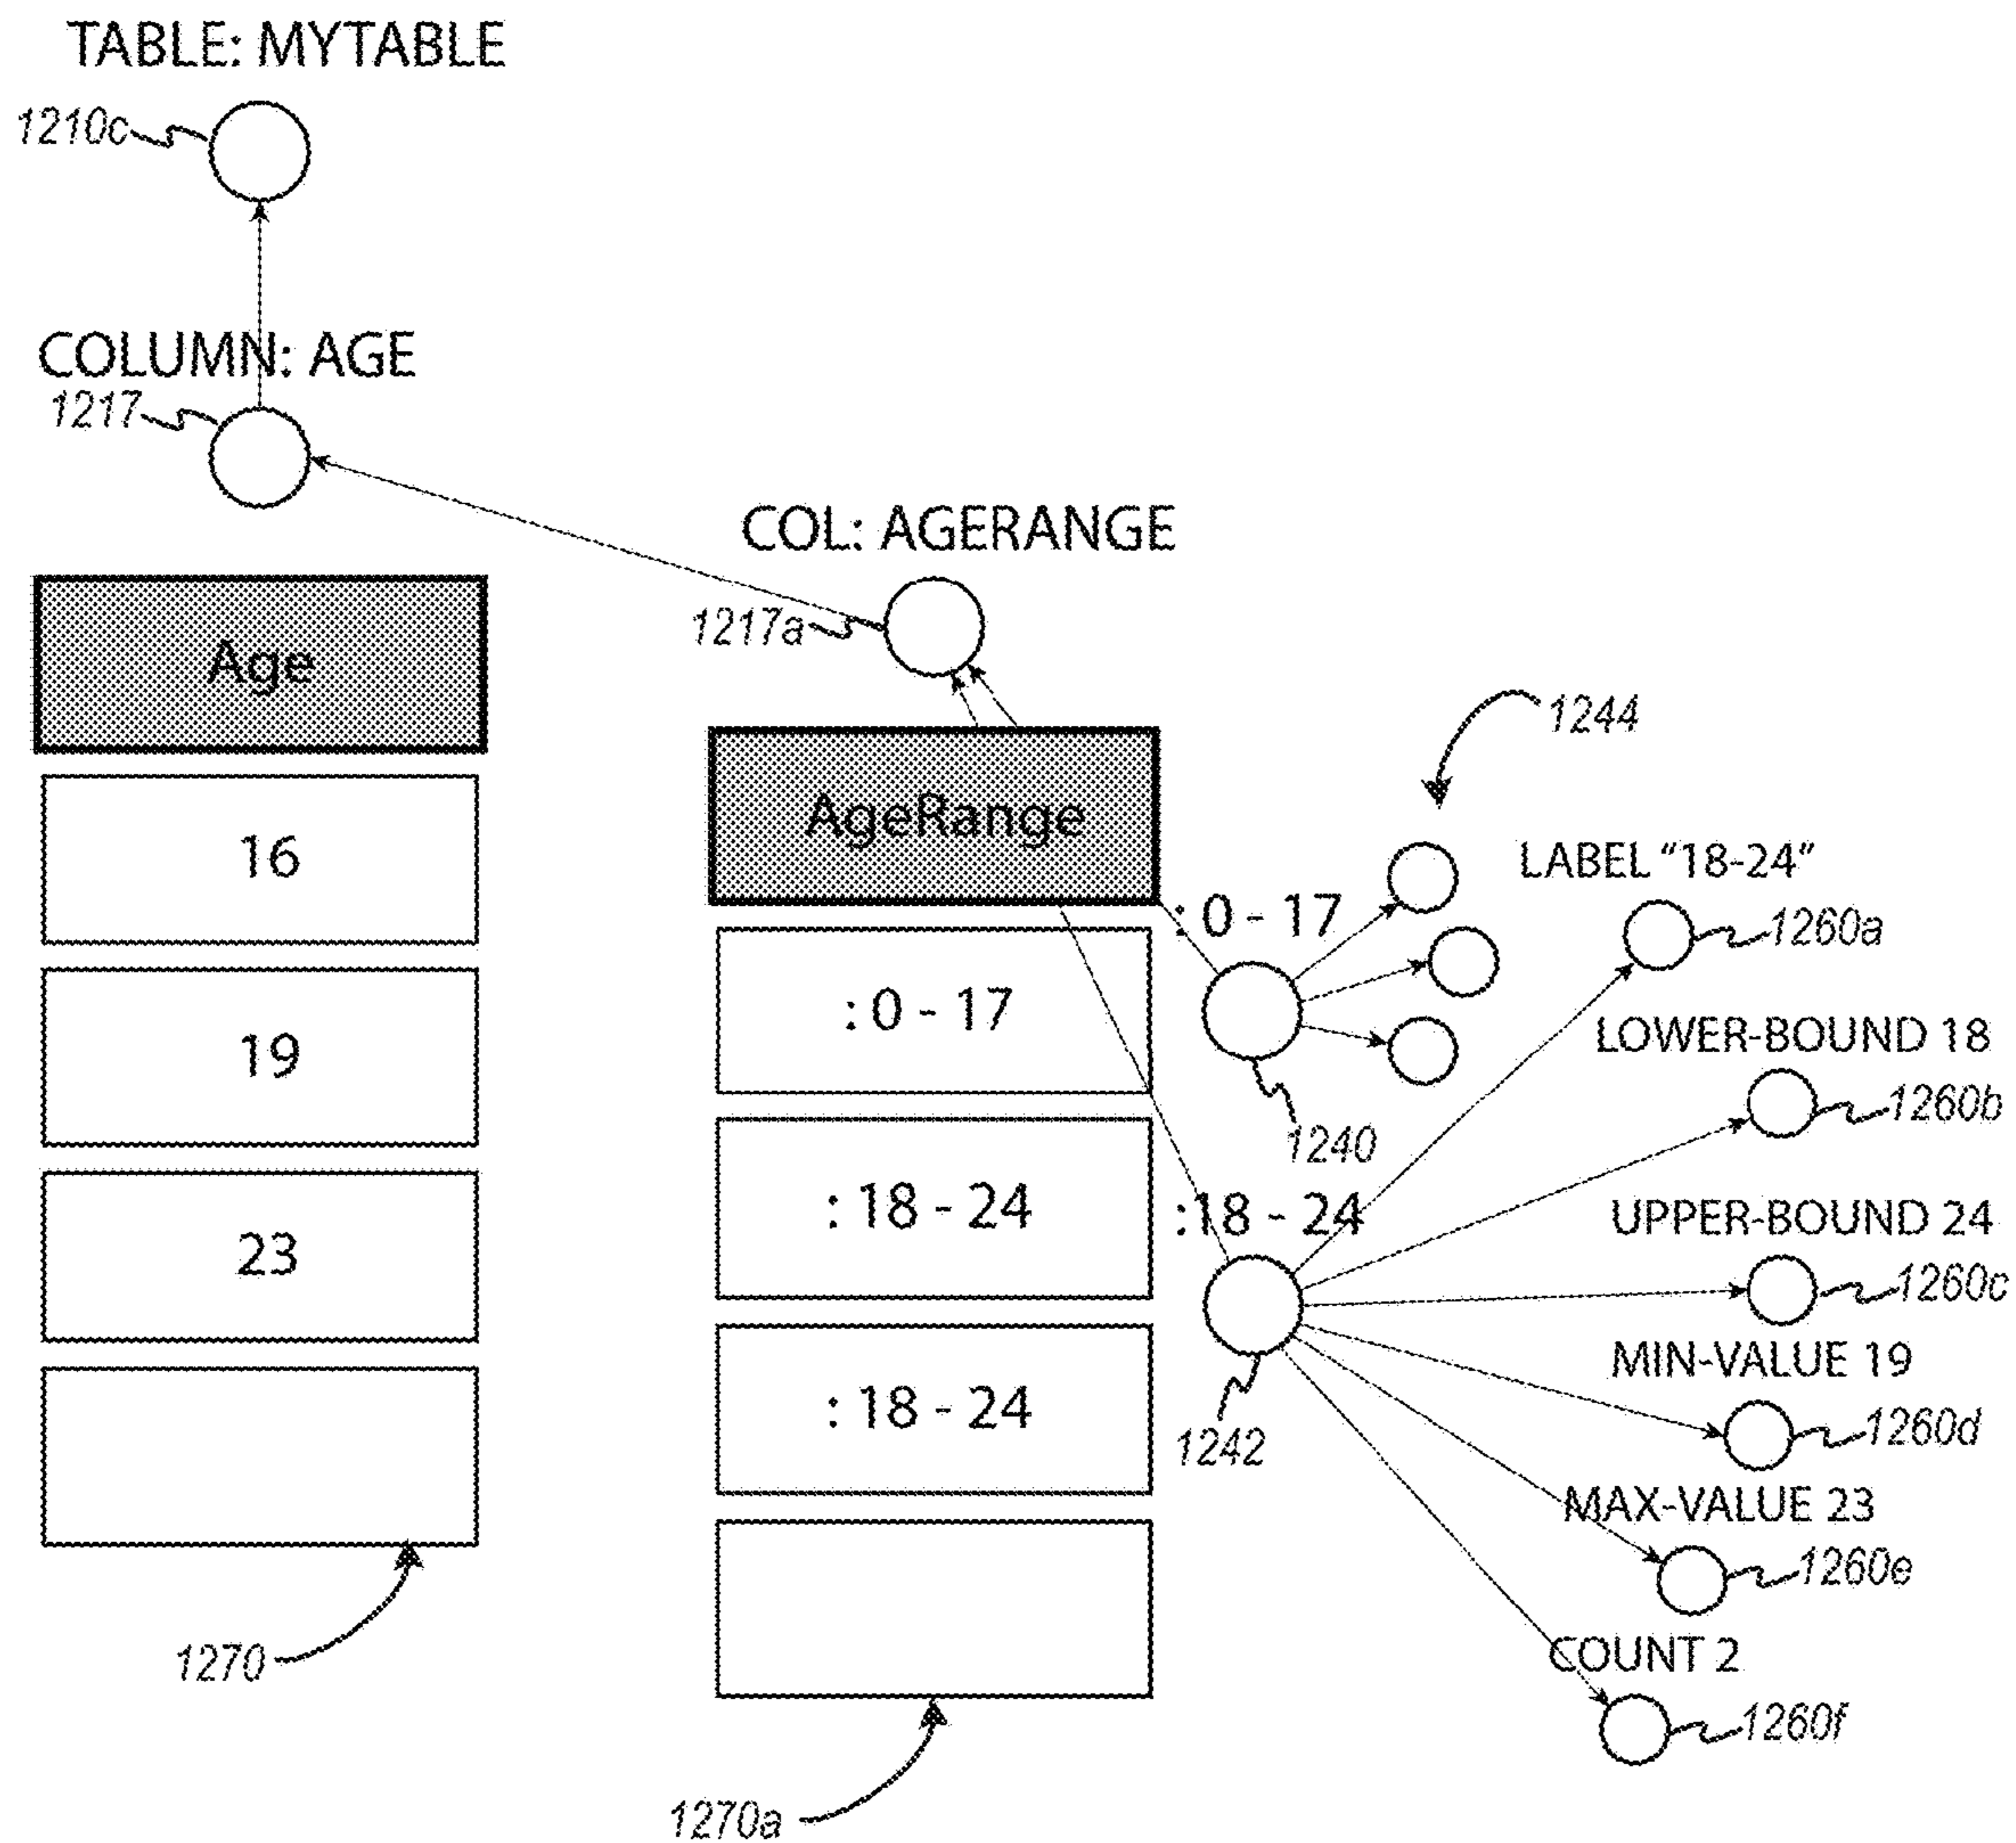 TABLE: MYTABLE
1210c
COLUMN: AGE
1217
COL: AGERANGE
1217a
Age
16
19
23
1270
AgeRange
: 0 - 17
: 18 - 24
: 18 - 24
1270a
1244
: 0 - 17
1240
:18 - 24
1242
LABEL "18-24"
1260a
LOWER-BOUND 18
1260b
UPPER-BOUND 24
1260c
MIN-VALUE 19
1260d
MAX-VALUE 23
1260e
COUNT 2
1260f